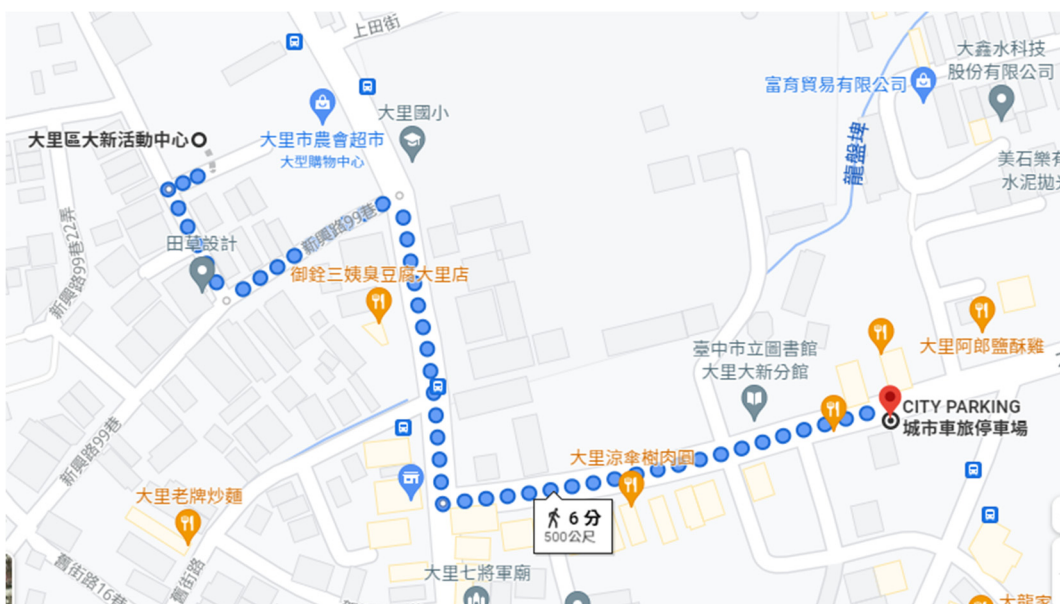 上田街
大鑫水科技
股份有限公司
富育貿易有限公司
大里國小
大里區大新活動中心
大里市農會超市
大型購物中心
龍盤埤
美石樂有
水泥拋光
新興路99巷22弄
新興路99巷
田草設計
御銓三姨臭豆腐大里店
臺中市立圖書館
大里大新分館
大里阿郎鹽酥雞
CITY PARKING
城市車旅停車場
新興路99巷
大里涼傘樹肉圓
大里老牌炒麵
6 分
500公尺
舊街路16巷
舊街路
大里七將軍廟
大龍家